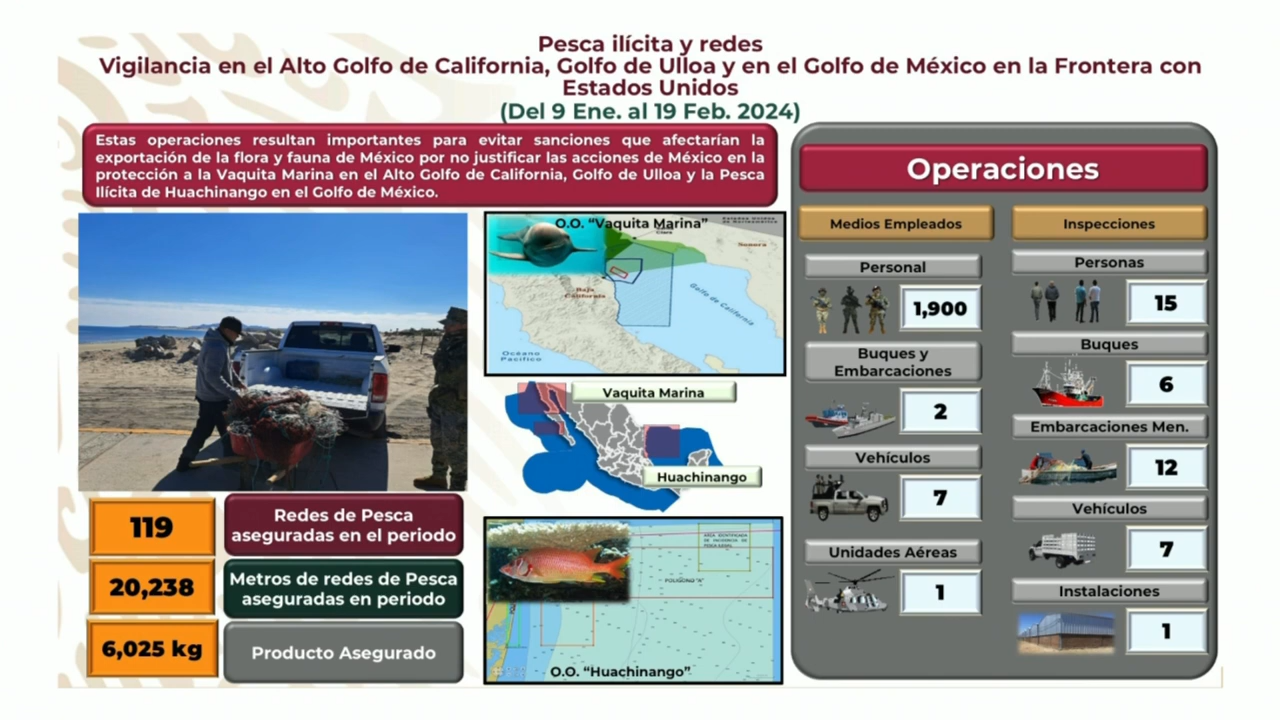 Pesca ilícita y redes
Vigilancia en el Alto Golfo de California, Golfo de Ulloa y en el Golfo de México en la Frontera con
Estados Unidos
(Del 9 Ene. al 19 Feb. 2024)
Estas operaciones resultan importantes para evitar sanciones que afectarían la
exportación de la flora y fauna de México por no justificar las acciones de México en la
protección a la Vaquita Marina en el Alto Golfo de California, Golfo de Ulloa y la Pesca
Ilícita de Huachinango en el Golfo de México.
O.O. “Vaquita Marina”
Sonora
Baja
California
Golfo de California
Océano
Pacífico
Vaquita Marina
Huachinango
POLÍGONO "A"
O.O. “Huachinango”
119
Redes de Pesca
aseguradas en el periodo
20,238
Metros de redes de Pesca
aseguradas en periodo
6,025 kg
Producto Asegurado
Operaciones
Medios Empleados
Personal
1,900
Buques y
Embarcaciones
2
Vehículos
7
Unidades Aéreas
1
Inspecciones
Personas
15
Buques
6
Embarcaciones Men.
12
Vehículos
7
Instalaciones
1